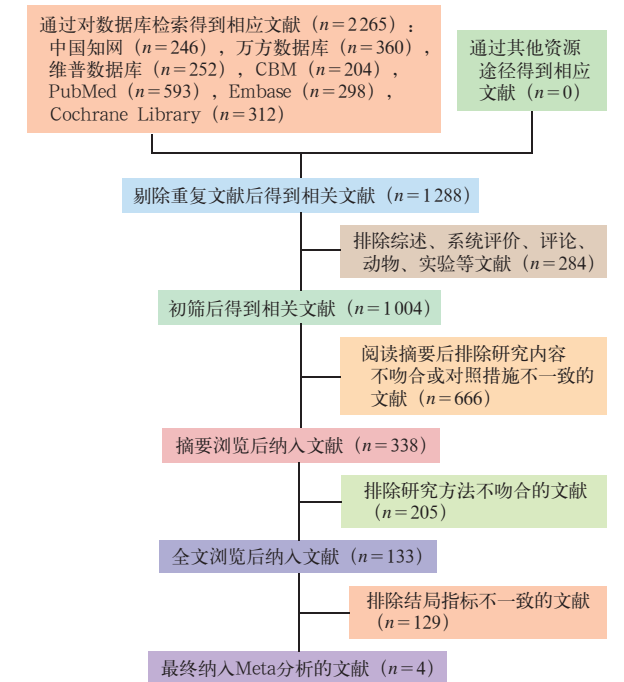 通过对数据库检索得到相应文献（n=2265）：
中国知网（n=246），万方数据库（n=360），
维普数据库（n=252），CBM（n=204），
PubMed（n=593），Embase（n=298），
Cochrane Library（n=312）
通过其他资源
途径得到相应
文献（n=0）
剔除重复文献后得到相关文献（n=1288）
排除综述、系统评价、评论、
动物、实验等文献（n=284）
初筛后得到相关文献（n=1004）
阅读摘要后排除研究内容
不吻合或对照措施不一致的
文献（n=666）
摘要浏览后纳入文献（n=338）
排除研究方法不吻合的文献
（n=205）
全文浏览后纳入文献（n=133）
排除结局指标不一致的文献
（n=129）
最终纳入Meta分析的文献（n=4）